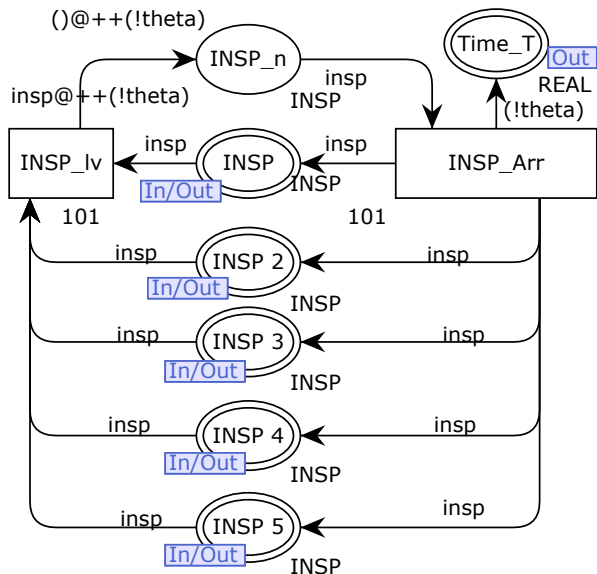 ()@++(!theta)
INSP_n
Time_T
Out
insp
REAL
insp@++(!theta)
INSP
(!theta)
INSP_lv
insp
INSP
insp
INSP_Arr
INSP
In/Out
101
101
insp
INSP 2
insp
In/Out
INSP
insp
INSP 3
insp
In/Out
INSP
insp
INSP 4
insp
In/Out
INSP
insp
INSP 5
insp
In/Out
INSP